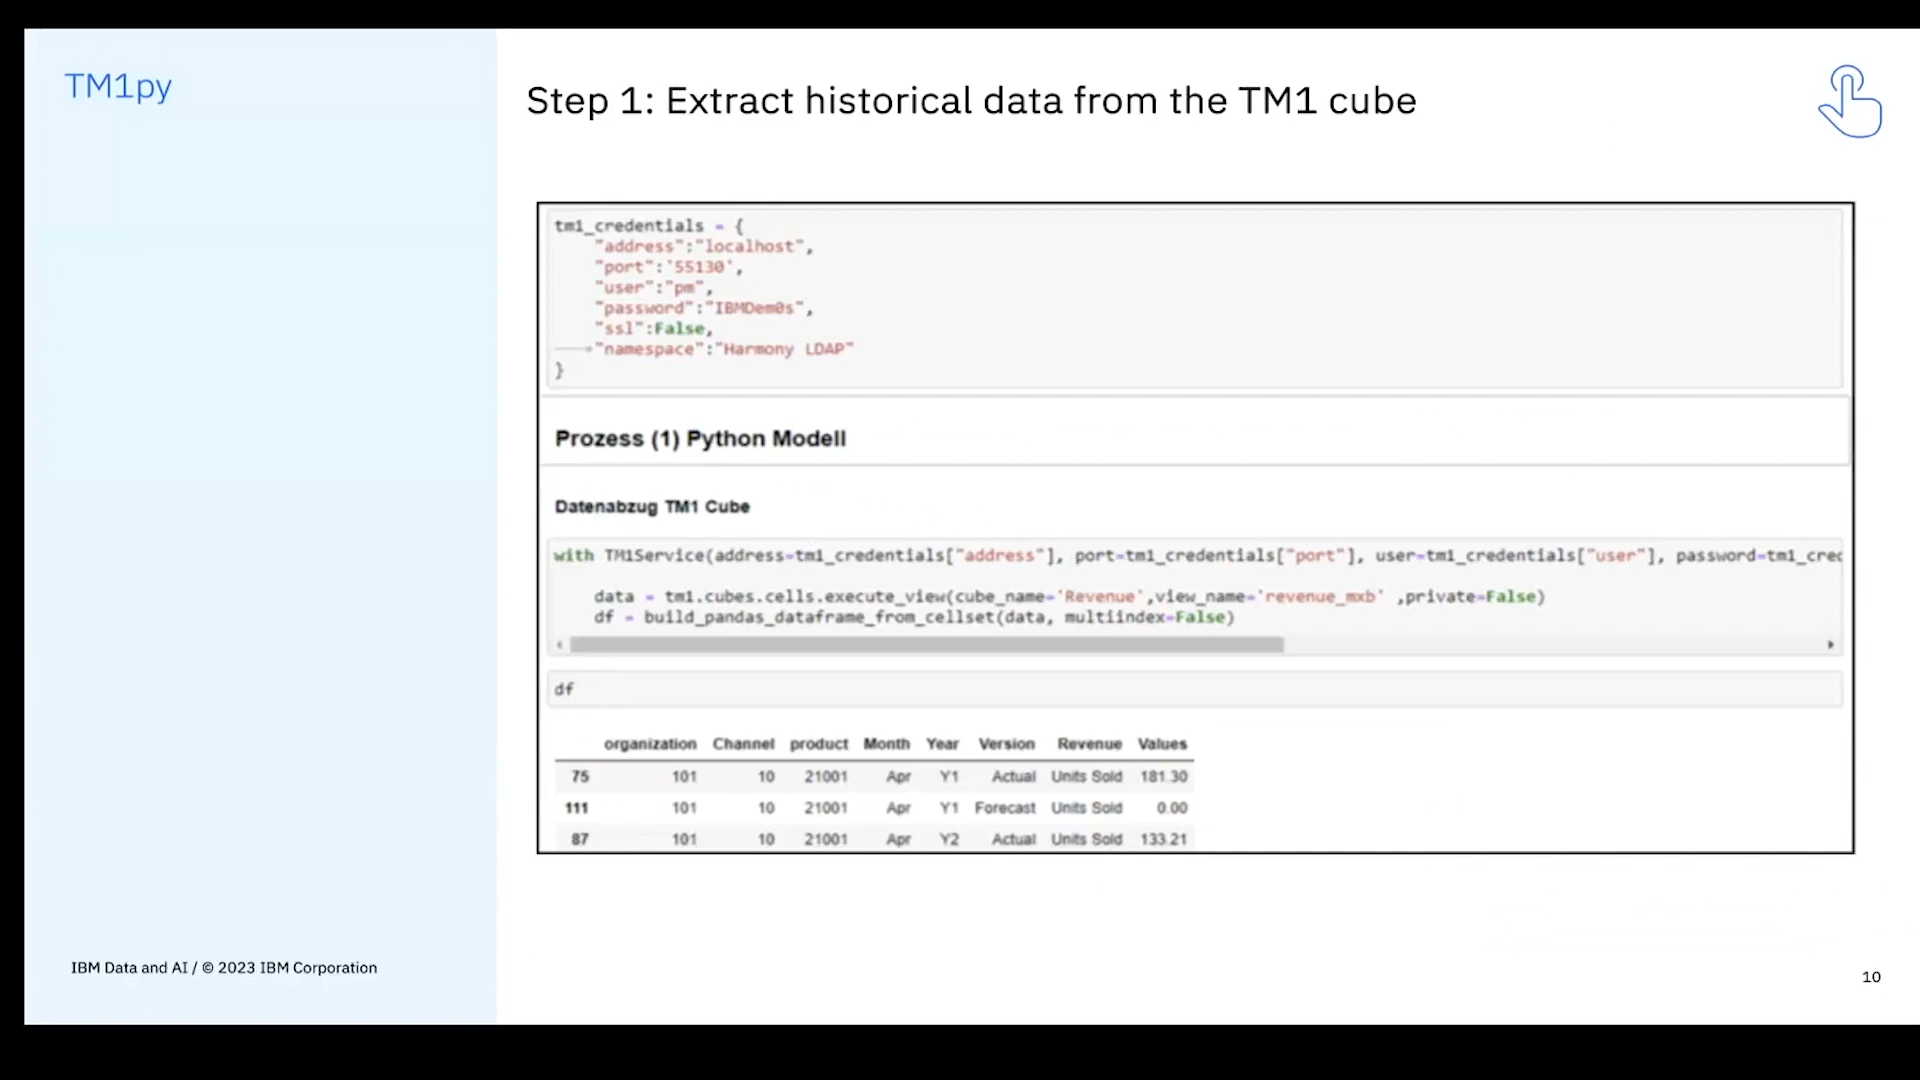 TM1py
Step 1: Extract historical data from the TM1 cube
tm1_credentials = {
"address":"localhost",
"port":'55130',
"user":"pm",
"password":"IBMDem0s",
"ssl":False,
"namespace":"Harmony LDAP"
}
Prozess (1) Python Modell
Datenabzug TM1 Cube
with TM1Service(address=tm1_credentials["address"], port=tm1_credentials["port"], user=tm1_credentials["user"], password=tm1_cred
data = tm1.cubes.cells.execute_view(cube_name='Revenue',view_name='revenue_mxb' ,private=False)
df = build_pandas_dataframe_from_cellset(data, multiindex=False)
df
organization Channel product Month Year Version Revenue Values
75 101 10 21001 Apr Y1 Actual Units Sold 181.30
111 101 10 21001 Apr Y1 Forecast Units Sold 0.00
87 101 10 21001 Apr Y2 Actual Units Sold 133.21
IBM Data and AI / © 2023 IBM Corporation
10